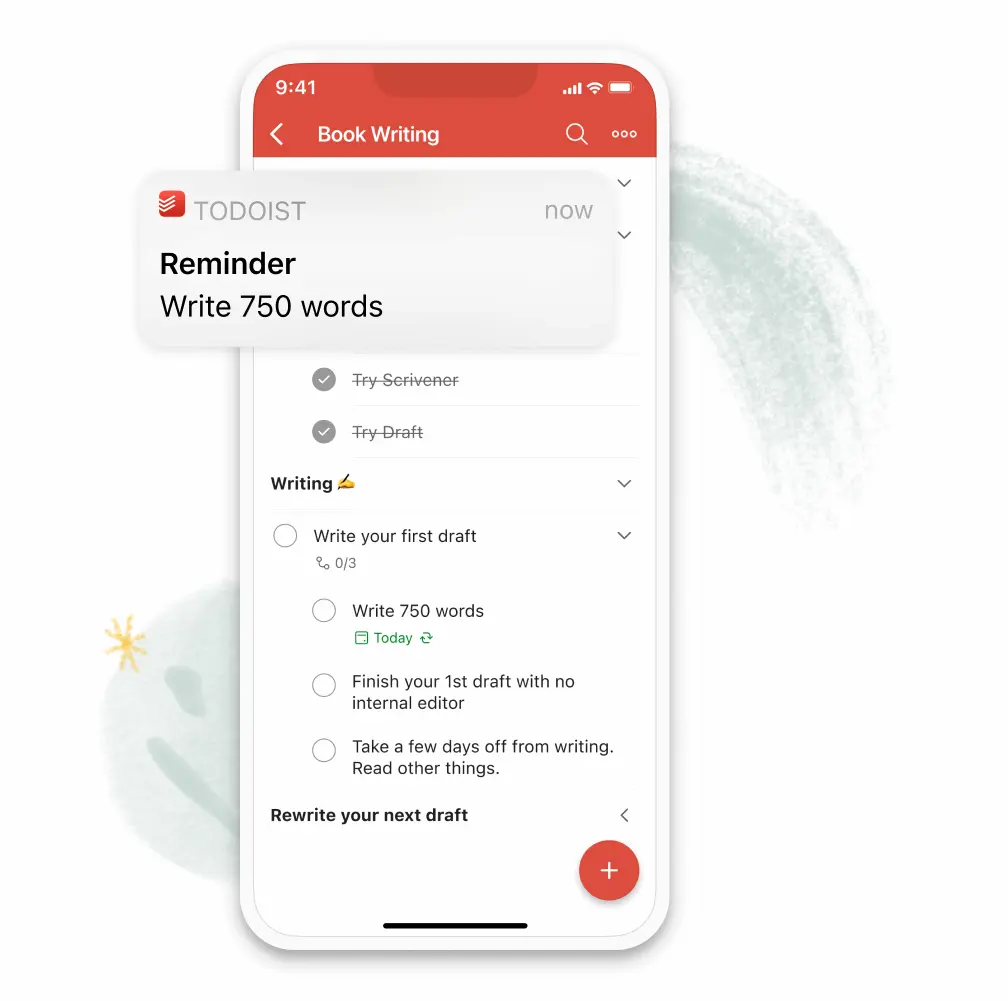 9:41
Book Writing
TODOIST now
Reminder
Write 750 words
Try Scrivener
Try Draft
Writing ✍️
Write your first draft
0/3
Write 750 words
Today
Finish your 1st draft with no
internal editor
Take a few days off from writing.
Read other things.
Rewrite your next draft